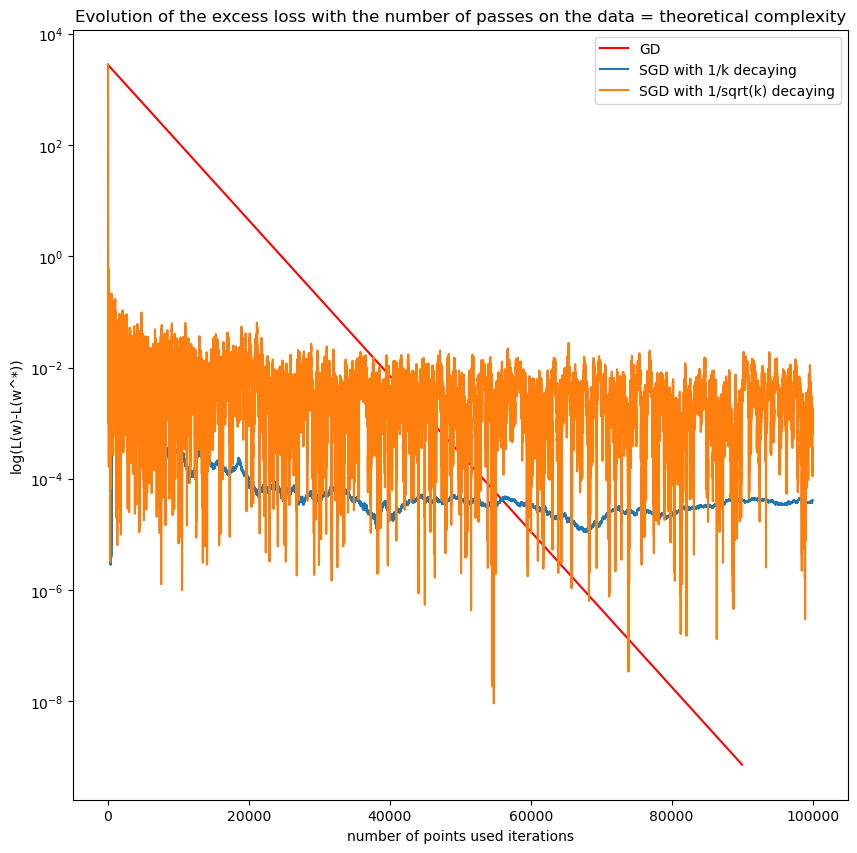 Evolution of the excess loss with the number of passes on the data = theoretical complexity
GD
SGD with 1/k decaying
SGD with 1/sqrt(k) decaying
10^4
10^2
10^0
10^−2
10^−4
10^−6
10^−8
log(L(w)-L(w^*))
0 20000 40000 60000 80000 100000
number of points used iterations